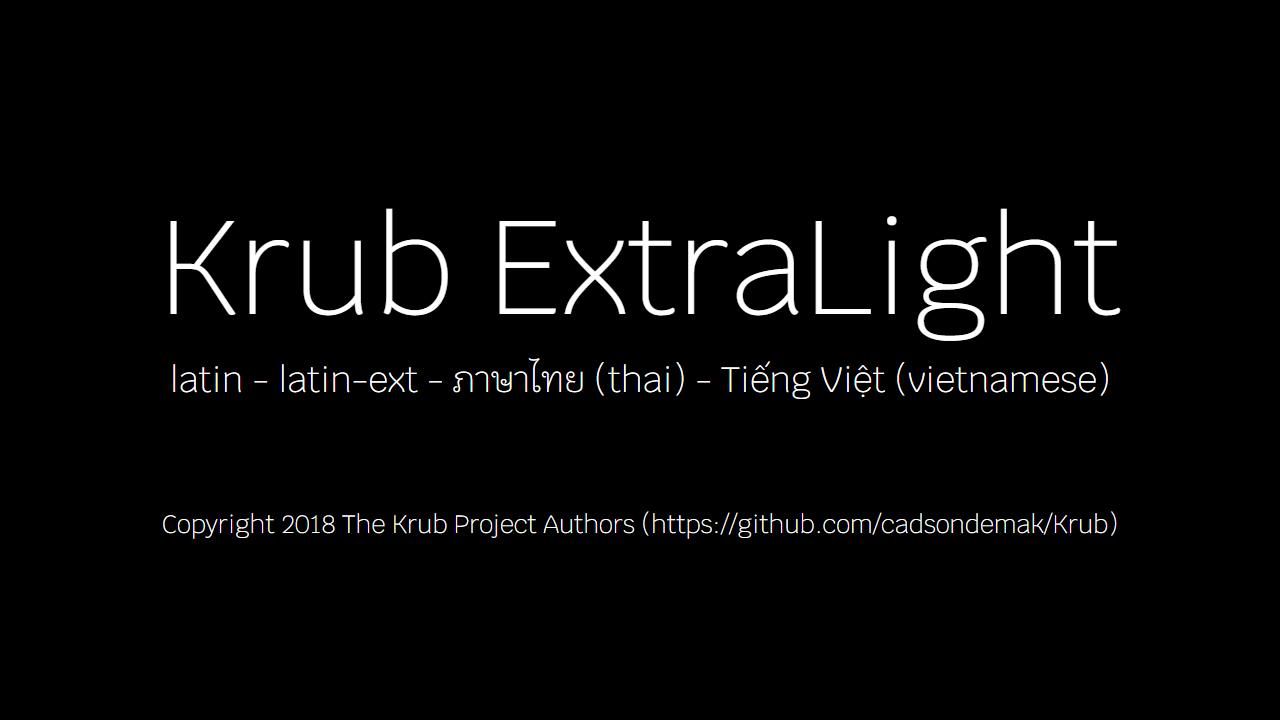 Krub ExtraLight
latin - latin-ext - ภาษาไทย (thai) - Tiếng Việt (vietnamese)
Copyright 2018 The Krub Project Authors (https://github.com/cadsondemak/Krub)